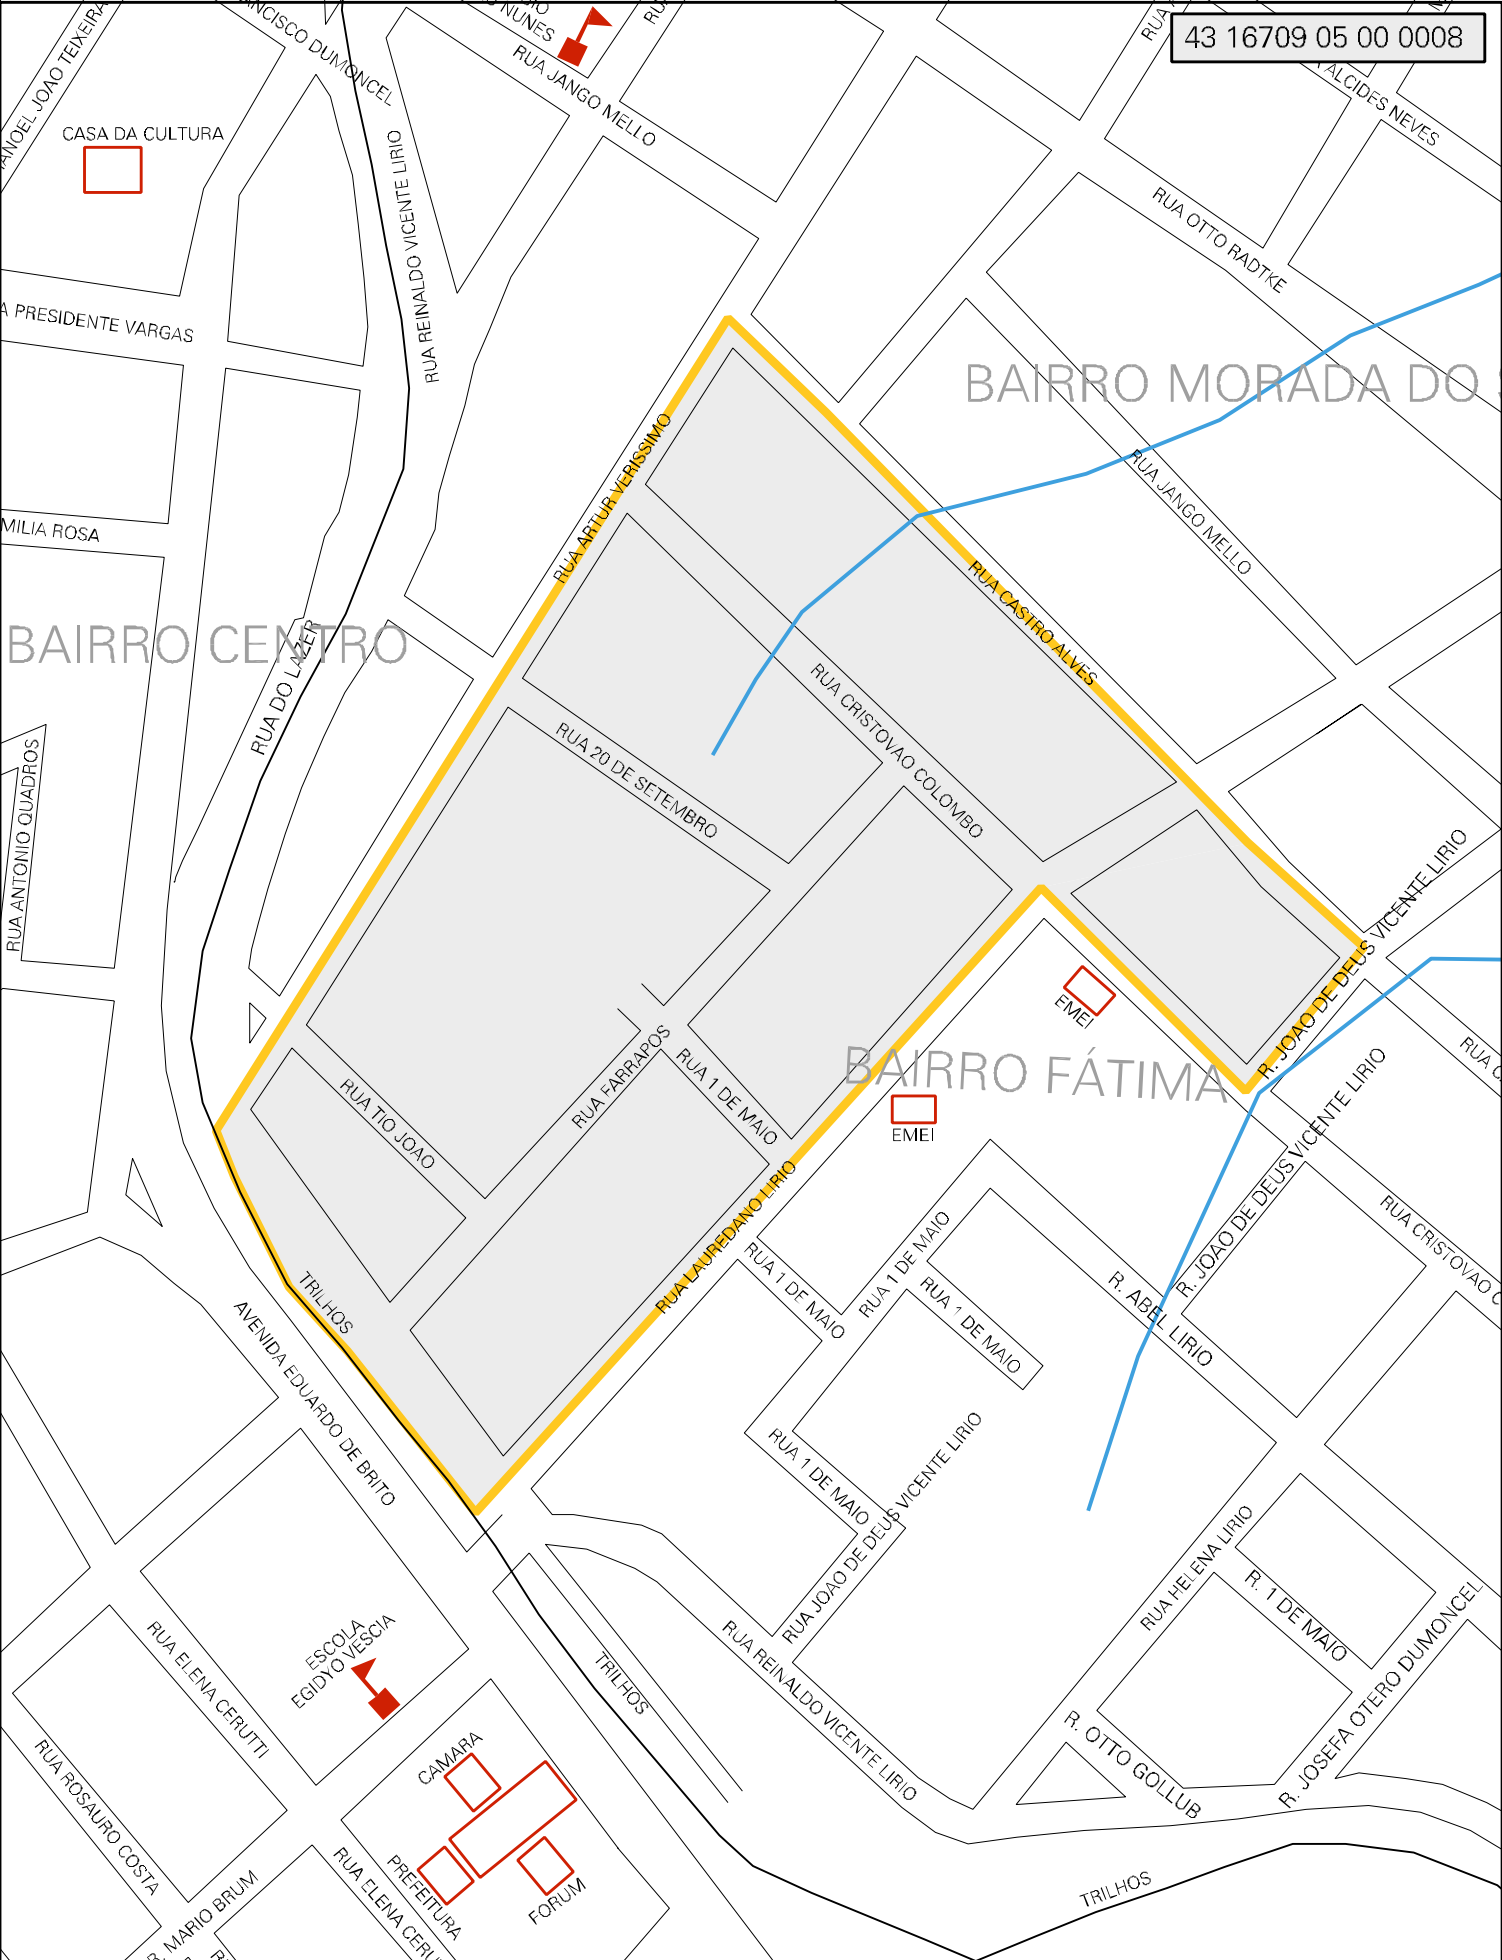 43 16709 05 00 0008
NUNES
RUA JANGO MELLO
ALCIDES NEVES
CASA DA CULTURA
RUA REINALDO VICENTE LIRIO
RUA OTTO RADTKE
PRESIDENTE VARGAS
BAIRRO MORADA DO
RUA ARTUR VERISSIMO
RUA JANGO MELLO
MILIA ROSA
RUA CASTRO ALVES
BAIRRO CENTRO
RUA DO LAZER
RUA CRISTOVAO COLOMBO
RUA 20 DE SETEMBRO
RUA ANTONIO QUADROS
R. JOAO DE DEUS VICENTE LIRIO
EMEI
RUA FARRAPOS
RUA 1 DE MAIO
BAIRRO FÁTIMA
RUA TIO JOAO
EMEI
R. JOAO DE DEUS VICENTE LIRIO
RUA LAUREDANO LIRIO
RUA CRISTOVAO
RUA 1 DE MAIO
RUA 1 DE MAIO
RUA 1 DE MAIO
R. ABEL LIRIO
TRILHOS
AVENIDA EDUARDO DE BRITO
RUA 1 DE MAIO
RUA JOAO DE DEUS VICENTE LIRIO
RUA HELENA LIRIO
R. 1 DE MAIO
R. JOSEFA OTERO DUMONCEL
ESCOLA
EGIDYO VESCIA
RUA ELENA CERUTTI
TRILHOS
RUA REINALDO VICENTE LIRIO
R. OTTO GOLLUB
CAMARA
RUA ROSAURO COSTA
PREFEITURA
FORUM
RUA ELENA
R. MARIO BRUM
TRILHOS